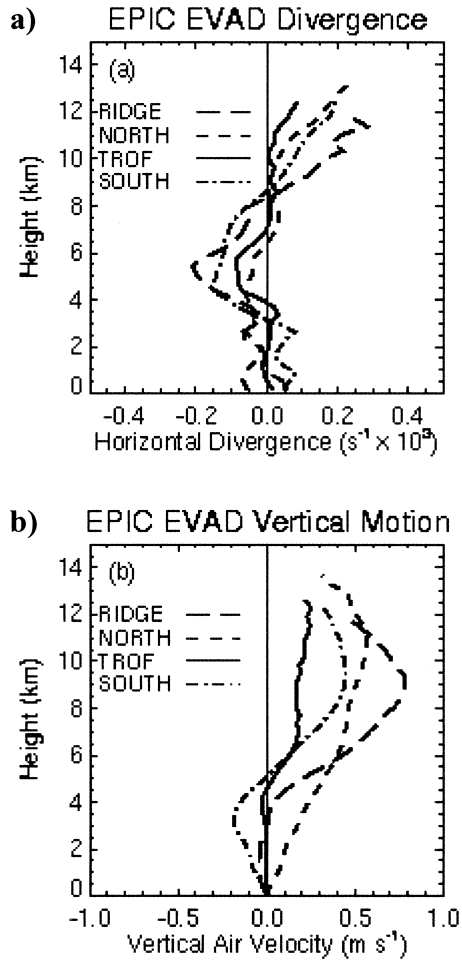 a) EPIC EVAD Divergence
14
(a)
12
RIDGE
NORTH
10
TROF
SOUTH
8
6
4
2
0
Height (km)
-0.4 -0.2 0.0 0.2 0.4
Horizontal Divergence (s⁻¹ × 10³)
b) EPIC EVAD Vertical Motion
14
(b)
12
RIDGE
NORTH
10
TROF
SOUTH
8
6
4
2
0
Height (km)
-1.0 -0.5 0.0 0.5 1.0
Vertical Air Velocity (m s⁻¹)